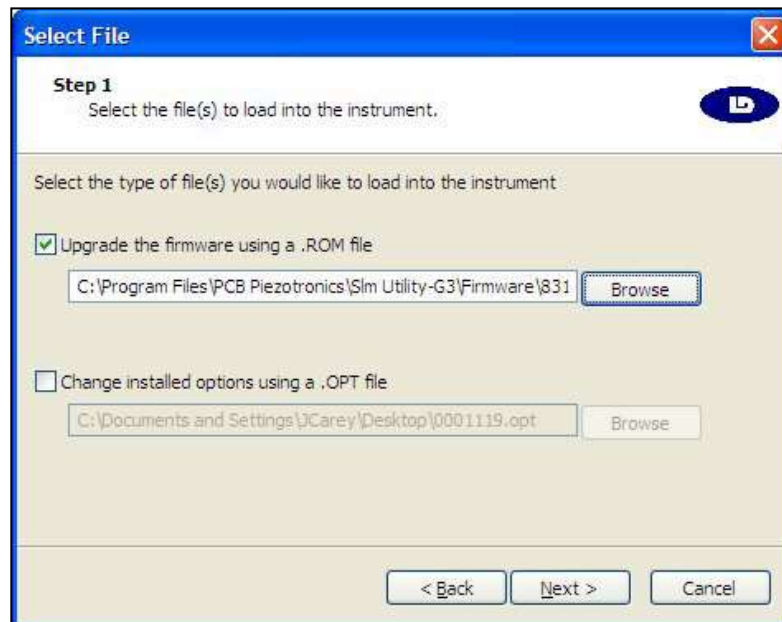 Select File
Step 1
Select the file(s) to load into the instrument.
Select the type of file(s) you would like to load into the instrument
Upgrade the firmware using a .ROM file
C:\Program Files\PCB Piezotronics\Slm Utility-G3\Firmware\831
Browse
Change installed options using a .OPT file
C:\Documents and Settings\JCarey\Desktop\0001119.opt
Browse
< Back
Next >
Cancel